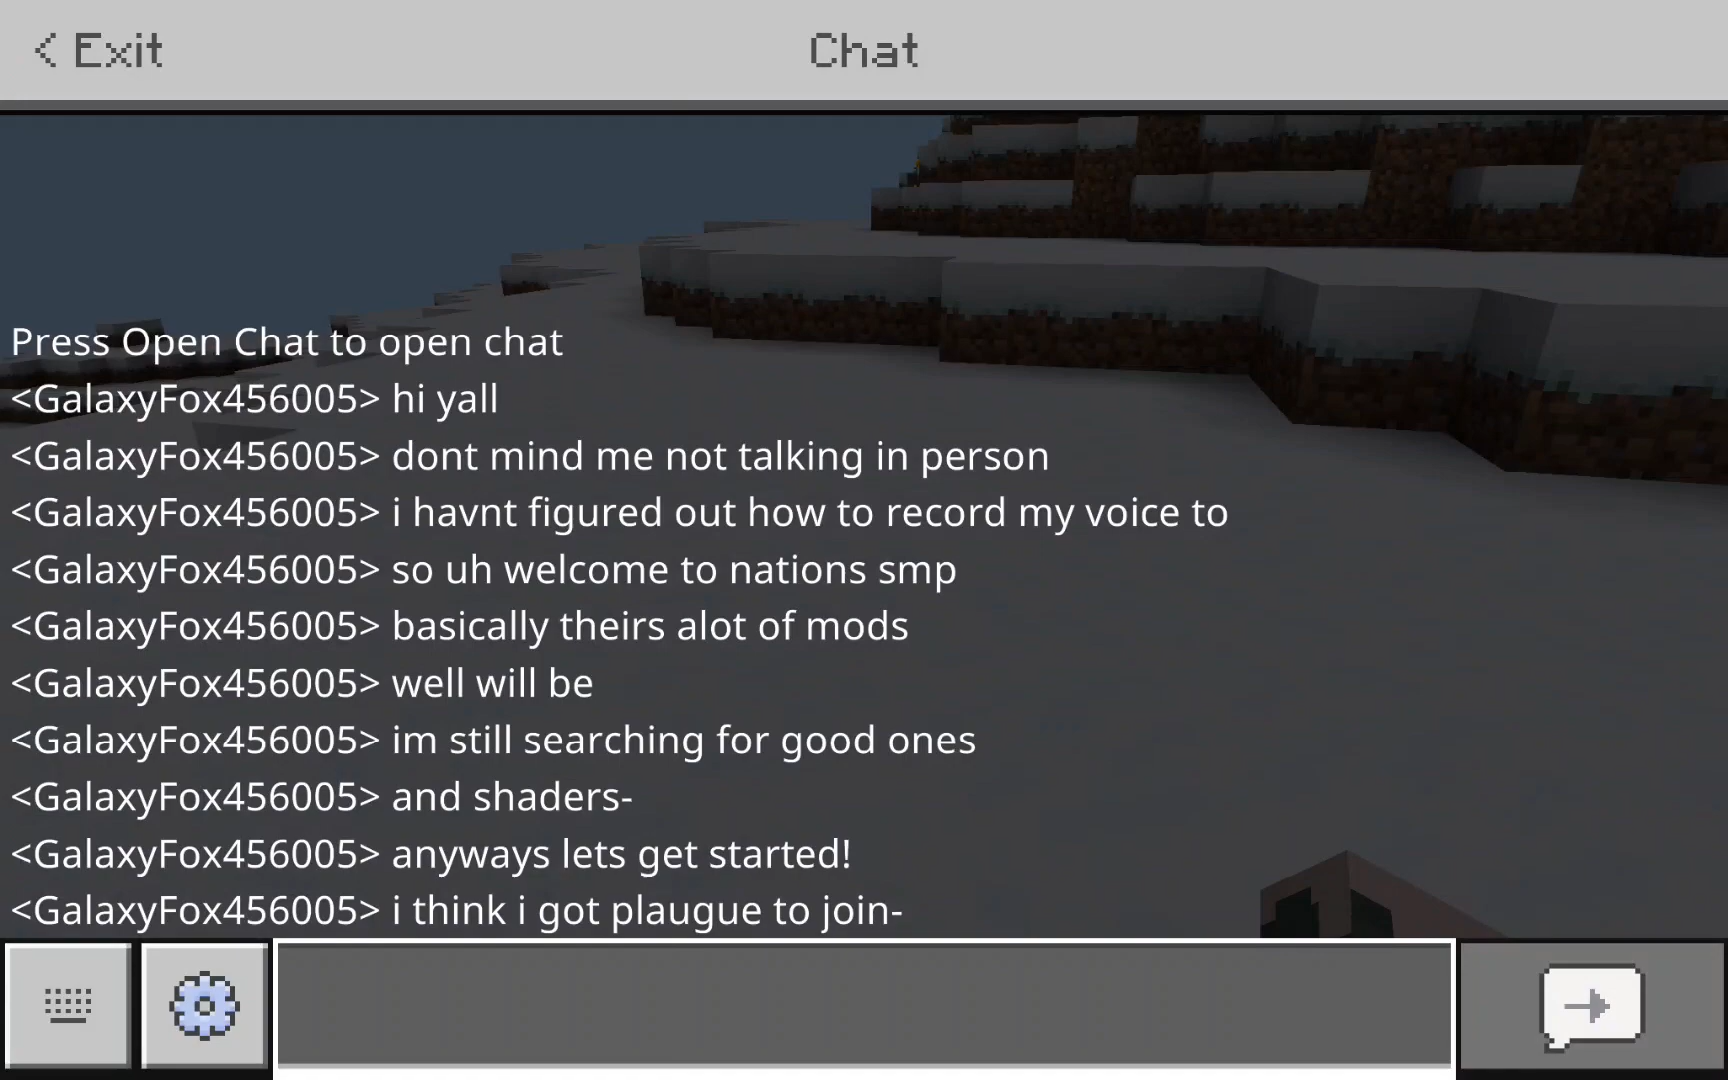 < Exit
Chat
Press Open Chat to open chat
<GalaxyFox456005> hi yall
<GalaxyFox456005> dont mind me not talking in person
<GalaxyFox456005> i havnt figured out how to record my voice to
<GalaxyFox456005> so uh welcome to nations smp
<GalaxyFox456005> basically theirs alot of mods
<GalaxyFox456005> well will be
<GalaxyFox456005> im still searching for good ones
<GalaxyFox456005> and shaders-
<GalaxyFox456005> anyways lets get started!
<GalaxyFox456005> i think i got plaugue to join-